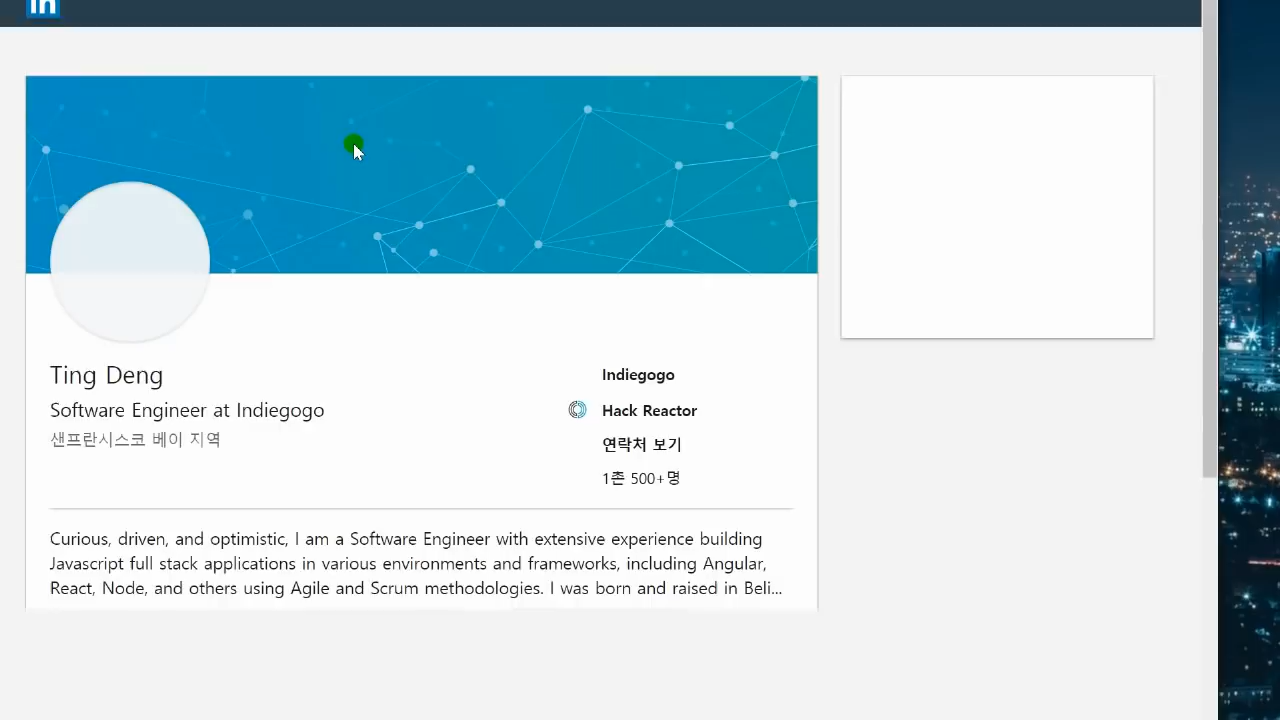 in
Ting Deng
Software Engineer at Indiegogo
샌프란시스코 베이 지역
Indiegogo
Hack Reactor
연락처 보기
1촌 500+명
Curious, driven, and optimistic, I am a Software Engineer with extensive experience building
Javascript full stack applications in various environments and frameworks, including Angular,
React, Node, and others using Agile and Scrum methodologies. I was born and raised in Beli...